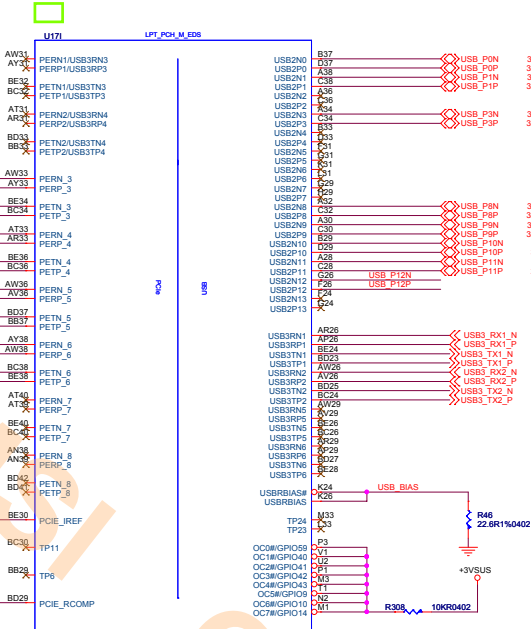 U17I
LPT_PCH_M_EDS
AW31 PERN1/USB3RN3
AY31 PERP1/USB3RP3
BE32 PETN1/USB3TN3
BC32 PETP1/USB3TP3
AT31 PERN2/USB3RN4
AR31 PERP2/USB3RP4
BD33 PETN2/USB3TN4
BB33 PETP2/USB3TP4
AW33 PERN_3
AY33 PERP_3
BE34 PETN_3
BC34 PETP_3
AT33 PERN_4
AR33 PERP_4
BE36 PETN_4
BC36 PETP_4
AW36 PERN_5
AV36 PERP_5
BD37 PETN_5
BB37 PETP_5
AY38 PERN_6
AW38 PERP_6
BC38 PETN_6
BE38 PETP_6
AT40 PERN_7
AT39 PERP_7
BE40 PETN_7
BC40 PETP_7
AN38 PERN_8
AN39 PERP_8
BD42 PETN_8
BD41 PETP_8
BE30 PCIE_IREF
BC30 TP11
BB29 TP6
BD29 PCIE_RCOMP
PCIe
USB
USB2N0 B37 USB_P0N
USB2P0 D37 USB_P0P
USB2N1 A38 USB_P1N
USB2P1 C38 USB_P1P
USB2N2 A36
USB2P2 C36
USB2N3 A34 USB_P3N
USB2P3 C34 USB_P3P
USB2N4 B33
USB2P4 D33
USB2N5 F31
USB2P5 G31
USB2N6 K31
USB2P6 L31
USB2N7 G29
USB2P7 H29
USB2N8 A32 USB_P8N
USB2P8 C32 USB_P8P
USB2N9 A30 USB_P9N
USB2P9 C30 USB_P9P
USB2N10 B29 USB_P10N
USB2P10 D29 USB_P10P
USB2N11 A28 USB_P11N
USB2P11 C28 USB_P11P
USB2N12 G26 USB_P12N
USB2P12 F26 USB_P12P
USB2N13 F24
USB2P13 G24
USB3RN1 AR26 USB3_RX1_N
USB3RP1 AP26 USB3_RX1_P
USB3TN1 BE24 USB3_TX1_N
USB3TP1 BD23 USB3_TX1_P
USB3RN2 AW26 USB3_RX2_N
USB3RP2 AV26 USB3_RX2_P
USB3TN2 BD25 USB3_TX2_N
USB3TP2 BC24 USB3_TX2_P
USB3RN5 AW29
USB3RP5 AV29
USB3TN5 BE26
USB3TP5 BC26
USB3RN6 AR29
USB3RP6 AP29
USB3TN6 BD27
USB3TP6 BE28
USBRBIAS# K24 USB_BIAS
USBRBIAS K26
R46
22.6R1%0402
TP24 M33
TP23 L33
OC0#/GPIO59 P3
OC1#/GPIO40 V1
OC2#/GPIO41 U2
OC3#/GPIO42 P1
OC4#/GPIO43 M3
OC5#/GPIO9 T1
OC6#/GPIO10 N2
OC7#/GPIO14 M1
+3VSUS
R308 10KR0402